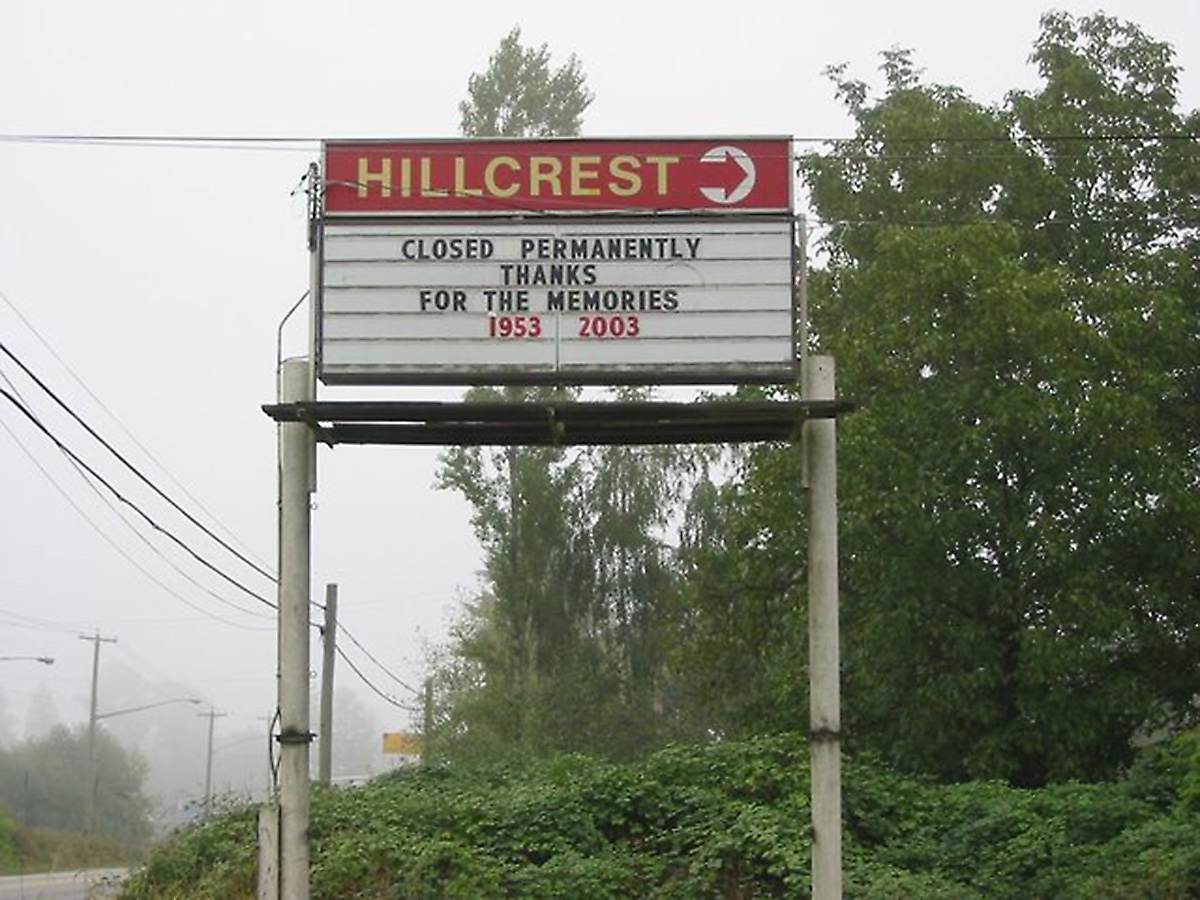 HILLCREST
CLOSED PERMANENTLY
THANKS
FOR THE MEMORIES
1953 2003